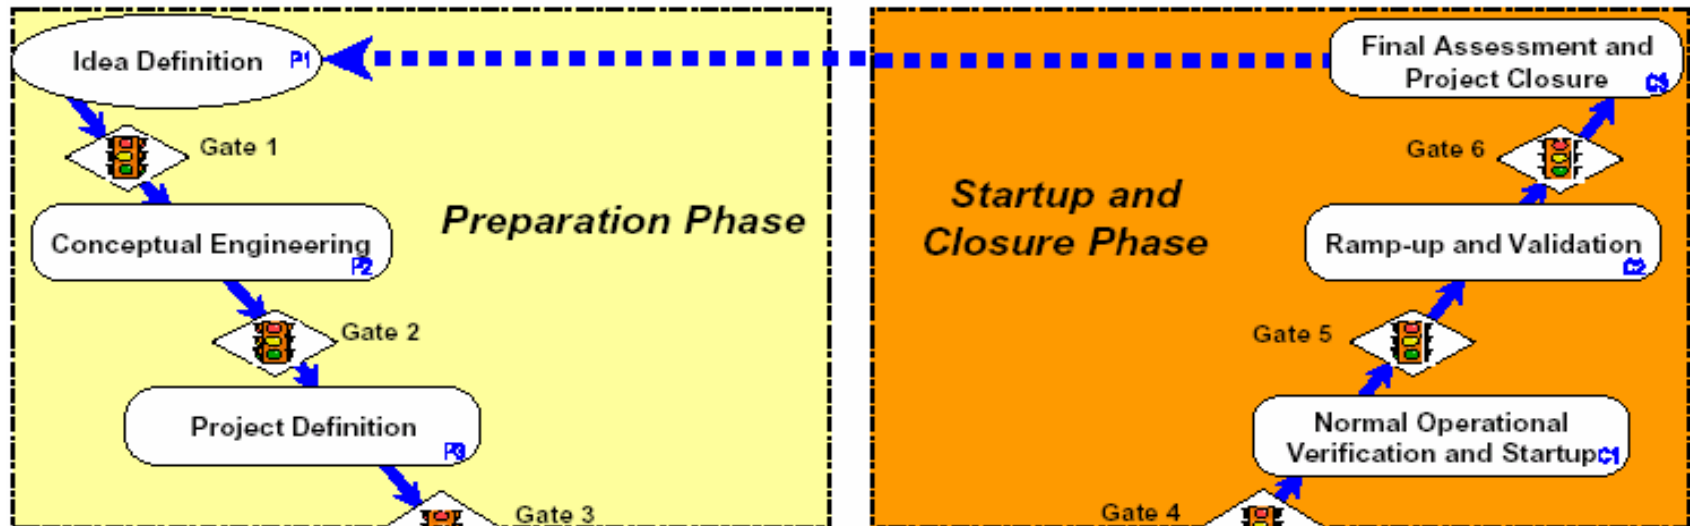 Idea Definition P1
Gate 1
Conceptual Engineering P2
Gate 2
Project Definition P3
Gate 3
Preparation Phase
Startup and
Closure Phase
Final Assessment and
Project Closure C3
Gate 6
Ramp-up and Validation C2
Gate 5
Normal Operational
Verification and Startup C1
Gate 4